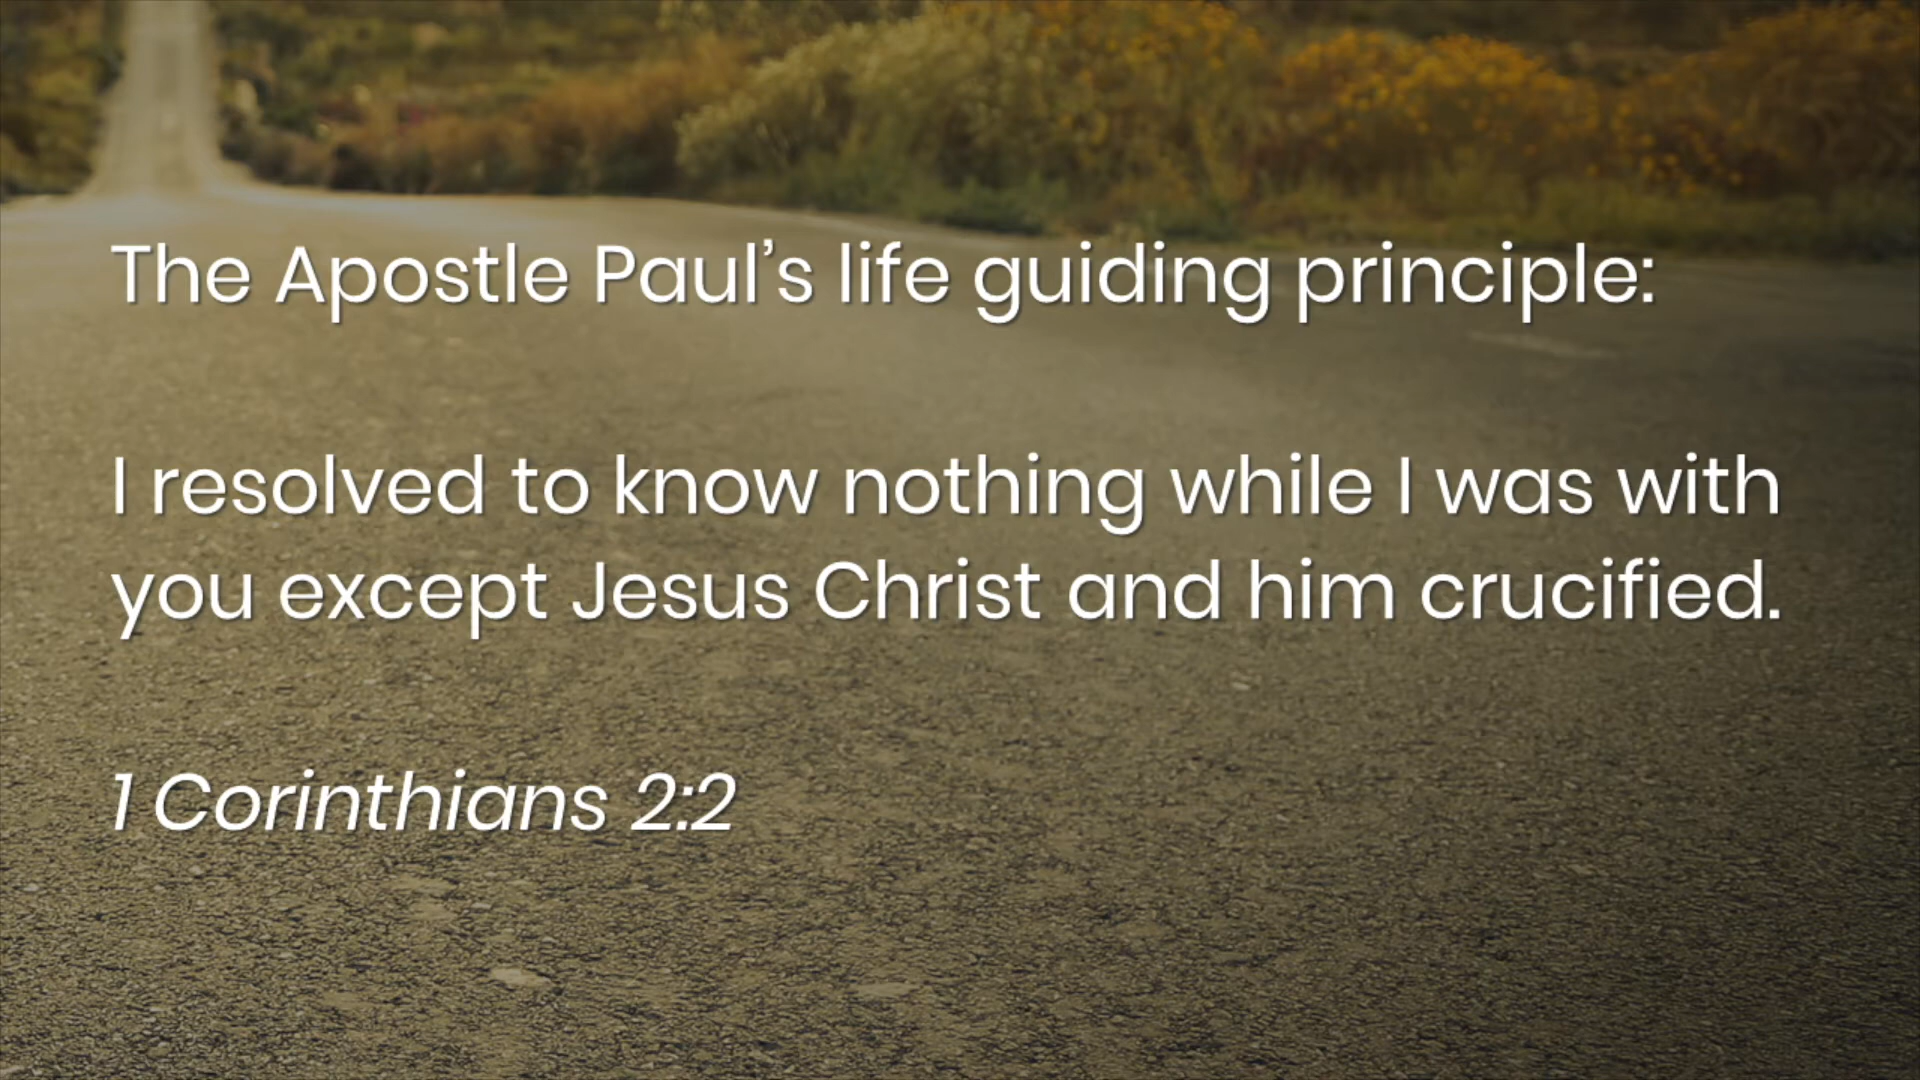 The Apostle Paul’s life guiding principle:
I resolved to know nothing while I was with
you except Jesus Christ and him crucified.
1 Corinthians 2:2